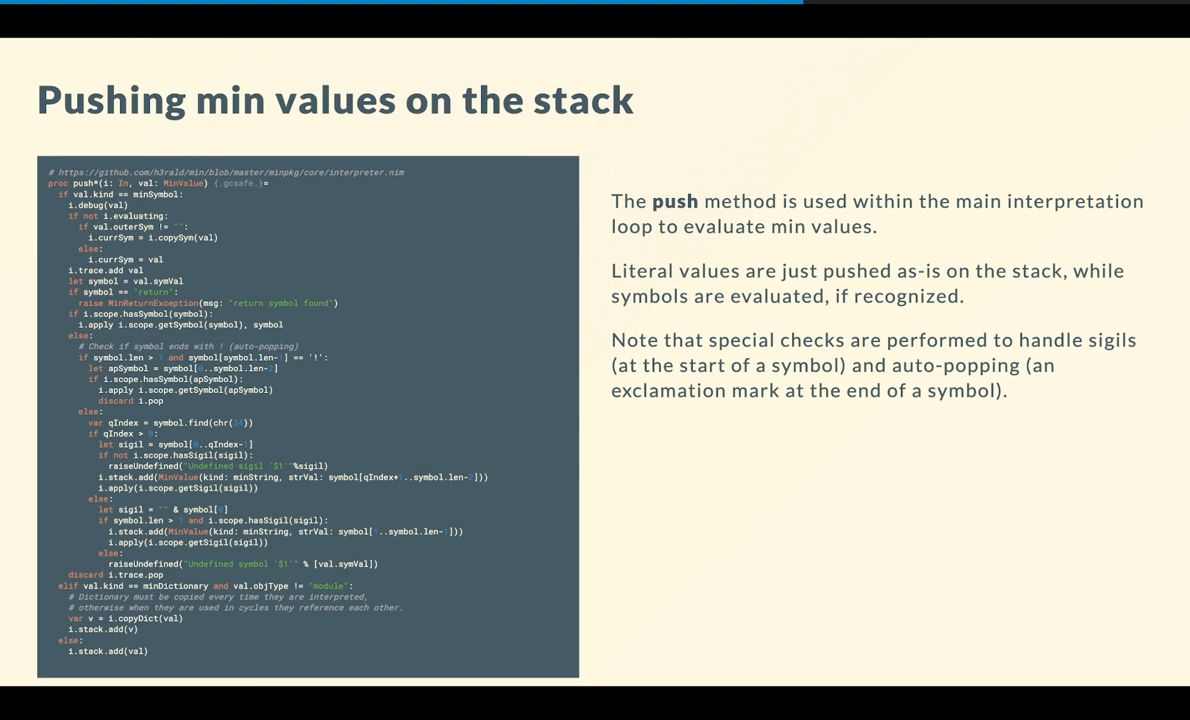 Pushing min values on the stack
# https://github.com/h3rald/min/blob/master/minpkg/core/interpreter.nim
proc push*(i: In, val: MinValue) {.gcsafe.}=
  if val.kind == minSymbol:
    i.debug(val)
    if not i.evaluating:
      if val.outerSym != "":
        i.currSym = i.copySym(val)
      else:
        i.currSym = val
    i.trace.add val
    let symbol = val.symVal
    if symbol == "return":
      raise MinReturnException(msg: "return symbol found")
    if i.scope.hasSymbol(symbol):
      i.apply i.scope.getSymbol(symbol), symbol
    else:
      # Check if symbol ends with ! (auto-popping)
      if symbol.len > 1 and symbol[symbol.len-1] == '!':
        let apSymbol = symbol[0..symbol.len-2]
        if i.scope.hasSymbol(apSymbol):
          i.apply i.scope.getSymbol(apSymbol)
          discard i.pop
      else:
        var qIndex = symbol.find(chr(34))
        if qIndex > 0:
          let sigil = symbol[0..qIndex-1]
          if not i.scope.hasSigil(sigil):
            raiseUndefined("Undefined sigil '$1'"%sigil)
          i.stack.add(MinValue(kind: minString, strVal: symbol[qIndex+1..symbol.len-2]))
          i.apply(i.scope.getSigil(sigil))
        else:
          let sigil = "" & symbol[0]
          if symbol.len > 1 and i.scope.hasSigil(sigil):
            i.stack.add(MinValue(kind: minString, strVal: symbol[1..symbol.len-1]))
            i.apply(i.scope.getSigil(sigil))
          else:
            raiseUndefined("Undefined symbol '$1'" % [val.symVal])
    discard i.trace.pop
  elif val.kind == minDictionary and val.objType != "module":
    # Dictionary must be copied every time they are interpreted,
    # otherwise when they are used in cycles they reference each other.
    var v = i.copyDict(val)
    i.stack.add(v)
  else:
    i.stack.add(val)
The push method is used within the main interpretation
loop to evaluate min values.
Literal values are just pushed as-is on the stack, while
symbols are evaluated, if recognized.
Note that special checks are performed to handle sigils
(at the start of a symbol) and auto-popping (an
exclamation mark at the end of a symbol).